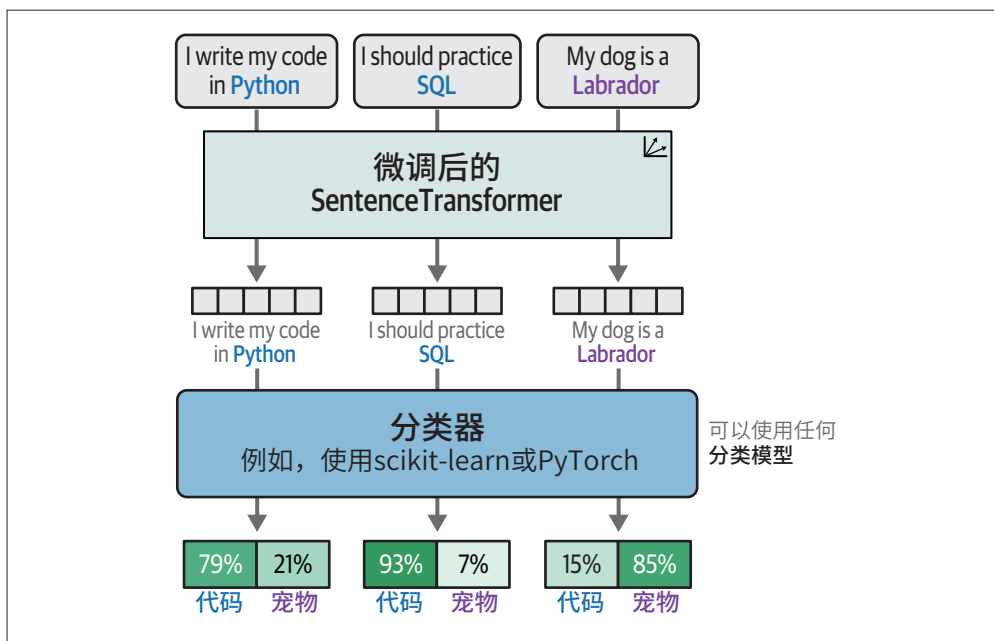 I write my code
in Python
I should practice
SQL
My dog is a
Labrador
微调后的
SentenceTransformer
I write my code
in Python
I should practice
SQL
My dog is a
Labrador
分类器
例如，使用scikit-learn或PyTorch
可以使用任何
分类模型
79% 21%
代码 宠物
93% 7%
代码 宠物
15% 85%
代码 宠物